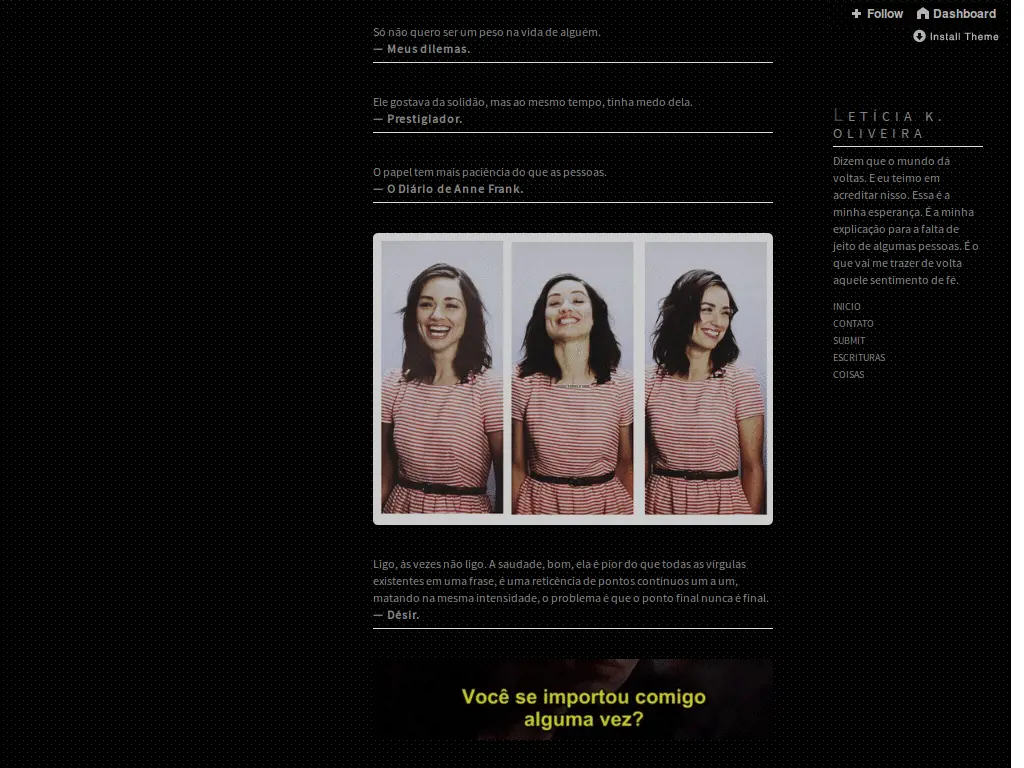 Follow
Dashboard
Install Theme
Só não quero ser um peso na vida de alguém.
— Meus dilemas.
Ele gostava da solidão, mas ao mesmo tempo, tinha medo dela.
— Prestigiador.
O papel tem mais paciência do que as pessoas.
— O Diário de Anne Frank.
Ligo, às vezes não ligo. A saudade, bom, ela é pior do que todas as vírgulas
existentes em uma frase, é uma reticência de pontos contínuos um a um,
matando na mesma intensidade, o problema é que o ponto final nunca é final.
— Désir.
Você se importou comigo
alguma vez?
LETÍCIA K.
OLIVEIRA
Dizem que o mundo dá
voltas. E eu teimo em
acreditar nisso. Essa é a
minha esperança. É a minha
explicação para a falta de
jeito de algumas pessoas. É o
que vai me trazer de volta
aquele sentimento de fé.
INICIO
CONTATO
SUBMIT
ESCRITURAS
COISAS